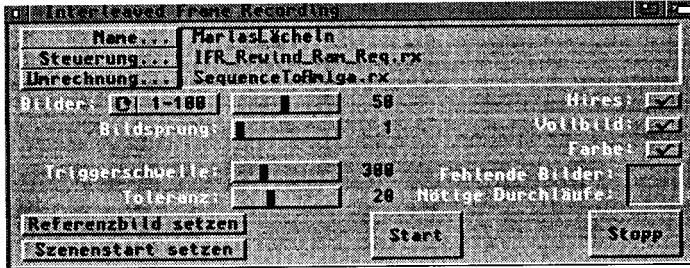 Interleaved Frame Recording
Name... MariasLächeln
Steuerung... IFR_Rewind_Ram_Req.rx
Umrechnung... SequenceToAmiga.rx
Bilder: 1-100 50 Hires:
Bildsprung: 1 Vollbild:
Farbe:
Triggerschwelle: 300 Fehlende Bilder:
Toleranz: 20 Nötige Durchläufe:
Referenzbild setzen
Start Stopp
Szenenstart setzen